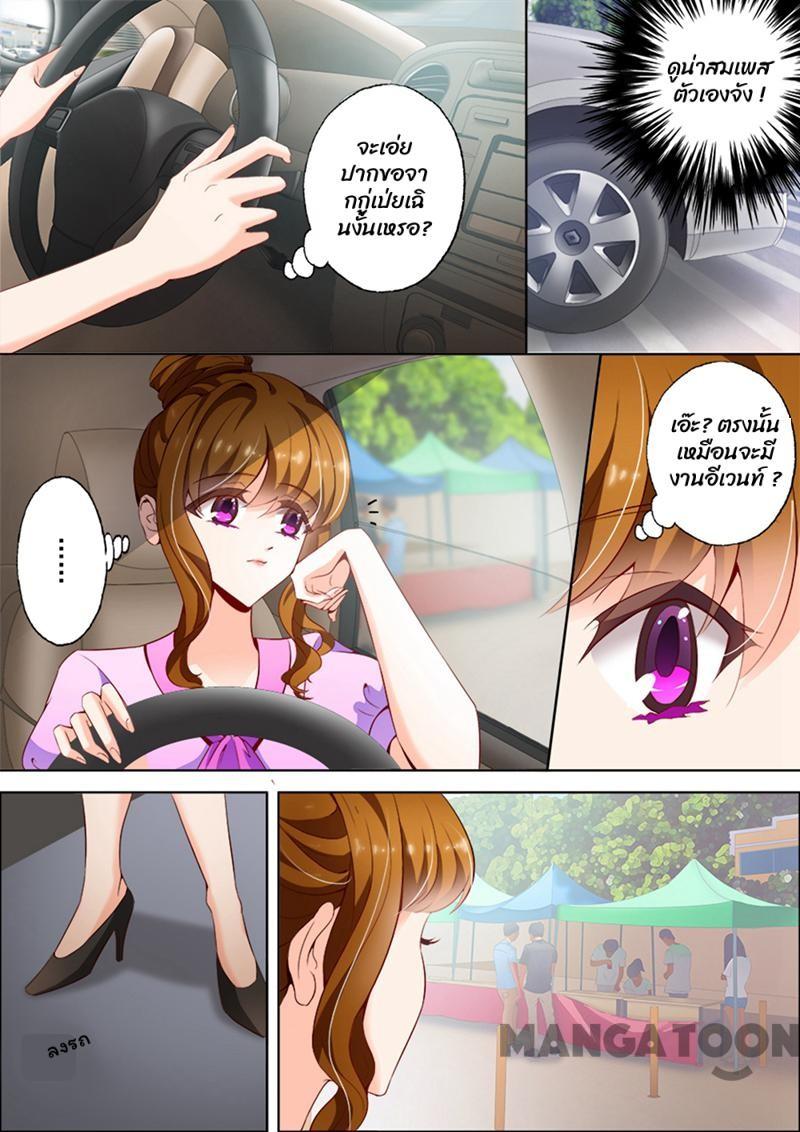 จะเอ่ย
ปากขอจา
กกู่เป่ยเฉิ
นงั้นเหรอ?
ดูน่าสมเพส
ตัวเองจัง !
......
เอ๊ะ? ตรงนั้น
เหมือนจะมี
งานอีเวนท์ ?
ลงรถ
MANGATOON